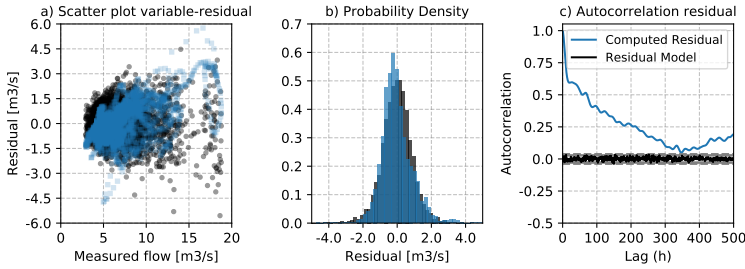 a) Scatter plot variable-residual
6.0
4.5
3.0
1.5
0.0
-1.5
-3.0
-4.5
-6.0
Residual [m3/s]
0 5 10 15 20
Measured flow [m3/s]
b) Probability Density
0.7
0.6
0.5
0.4
0.3
0.2
0.1
0.0
-4.0 -2.0 0.0 2.0 4.0
Residual [m3/s]
c) Autocorrelation residual
Computed Residual
Residual Model
1.0
0.75
0.5
0.25
0.0
-0.25
-0.5
Autocorrelation
0 100 200 300 400 500
Lag (h)